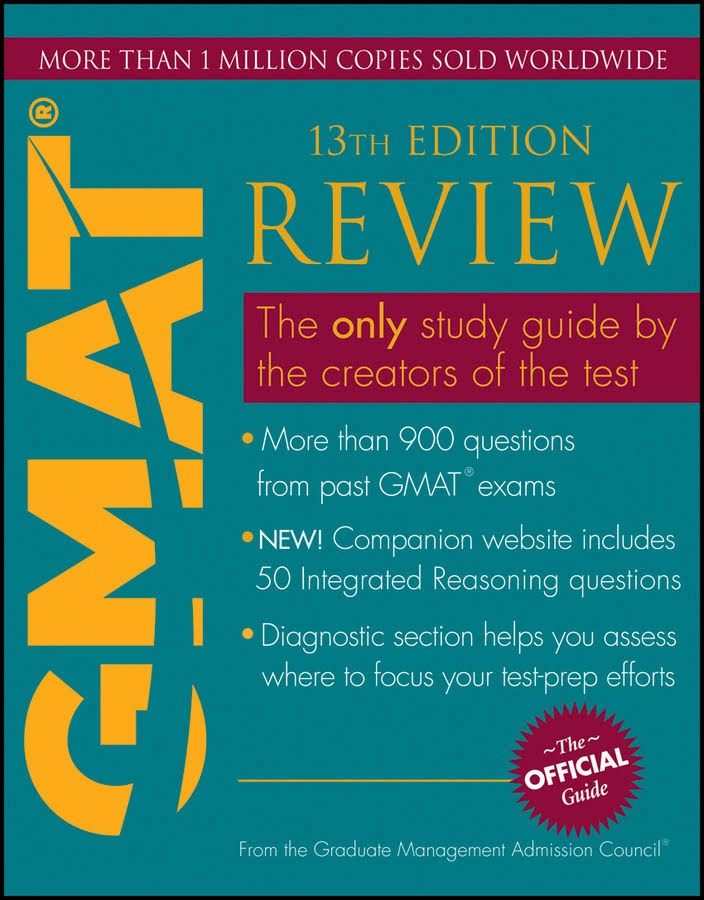 MORE THAN 1 MILLION COPIES SOLD WORLDWIDE
GMAT®
13TH EDITION
REVIEW
The only study guide by
the creators of the test
• More than 900 questions
from past GMAT® exams
• NEW! Companion website includes
50 Integrated Reasoning questions
• Diagnostic section helps you assess
where to focus your test-prep efforts
~The~
OFFICIAL
Guide
From the Graduate Management Admission Council®